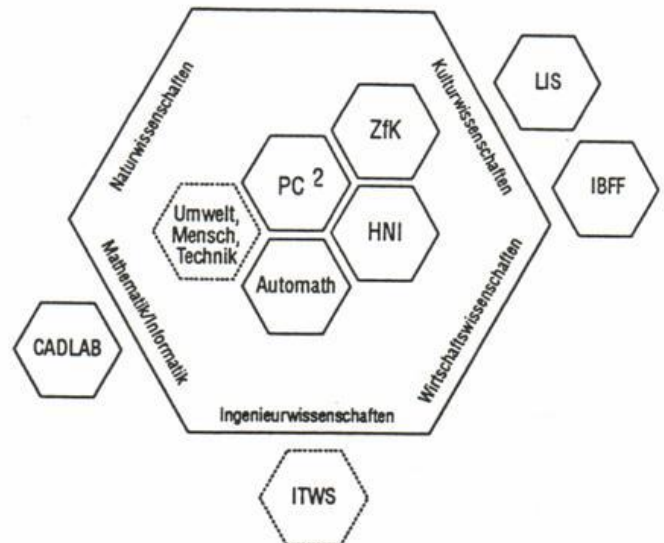 Naturwissenschaften
Kulturwissenschaften
LIS
ZfK
IBFF
PC 2
Umwelt,
Mensch,
Technik
HNI
Automath
Mathematik/Informatik
Wirtschaftswissenschaften
CADLAB
Ingenieurwissenschaften
ITWS